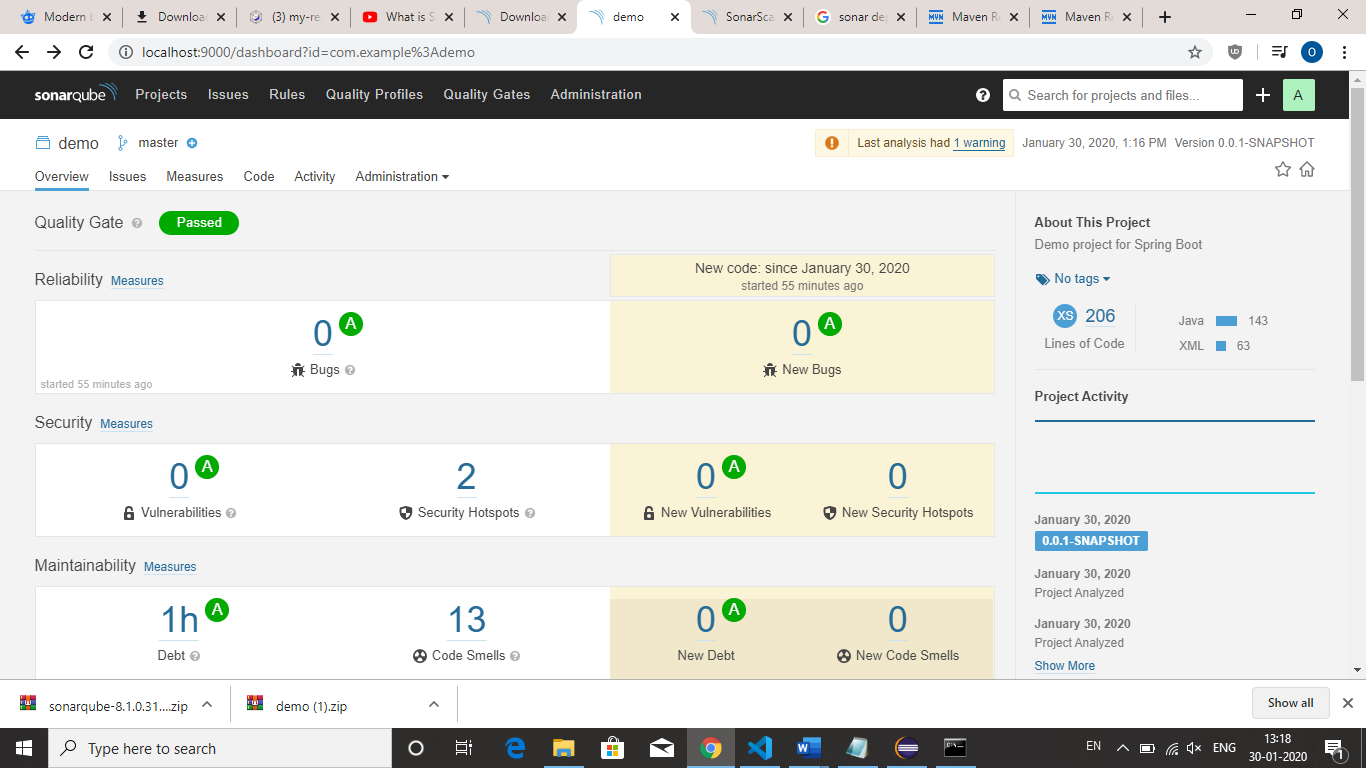 Modern b
Downloa
(3) my-re
What is S
Downloa
demo
SonarSca
sonar de
Maven R
Maven R
localhost:9000/dashboard?id=com.example%3Ademo
O
sonarqube Projects Issues Rules Quality Profiles Quality Gates Administration
Search for projects and files...
A
demo master
Last analysis had 1 warning January 30, 2020, 1:16 PM Version 0.0.1-SNAPSHOT
Overview Issues Measures Code Activity Administration
Quality Gate Passed
Reliability Measures
New code: since January 30, 2020
started 55 minutes ago
0 A
Bugs
started 55 minutes ago
0 A
New Bugs
Security Measures
0 A
Vulnerabilities
2
Security Hotspots
0 A
New Vulnerabilities
0
New Security Hotspots
Maintainability Measures
1h A
Debt
13
Code Smells
0 A
New Debt
0
New Code Smells
About This Project
Demo project for Spring Boot
No tags
XS 206
Lines of Code
Java 143
XML 63
Project Activity
January 30, 2020
0.0.1-SNAPSHOT
January 30, 2020
Project Analyzed
January 30, 2020
Project Analyzed
Show More
sonarqube-8.1.0.31....zip
demo (1).zip
Show all
Type here to search
EN
ENG
13:18
30-01-2020
1